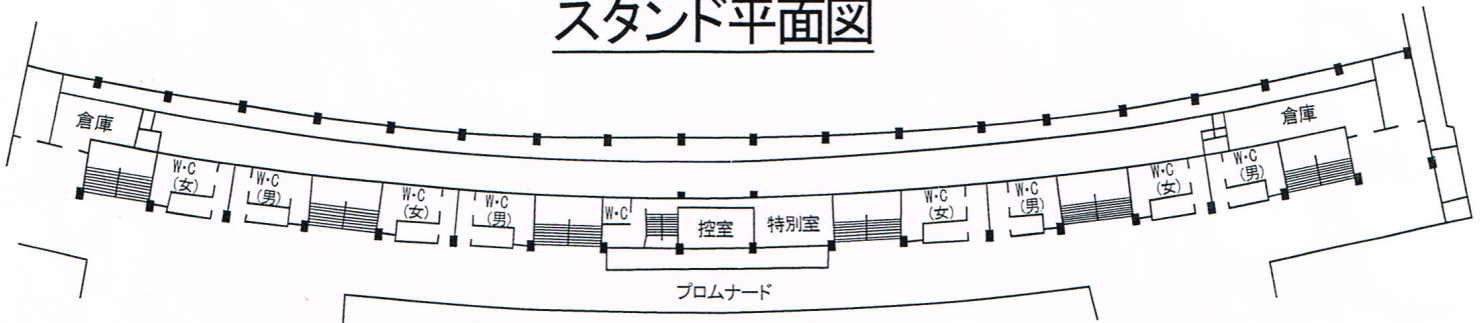 スタンド平面図
倉庫
倉庫
W・C
(女)
W・C
(男)
W・C
(女)
W・C
(男)
W・C
控室
特別室
W・C
(女)
W・C
(男)
W・C
(女)
W・C
(男)
プロムナード